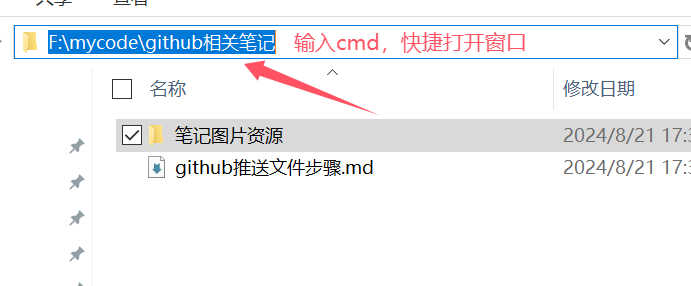 共享 查看
F:\mycode\github相关笔记 输入cmd，快捷打开窗口
名称 修改日期
笔记图片资源 2024/8/21 17:
github推送文件步骤.md 2024/8/21 17: